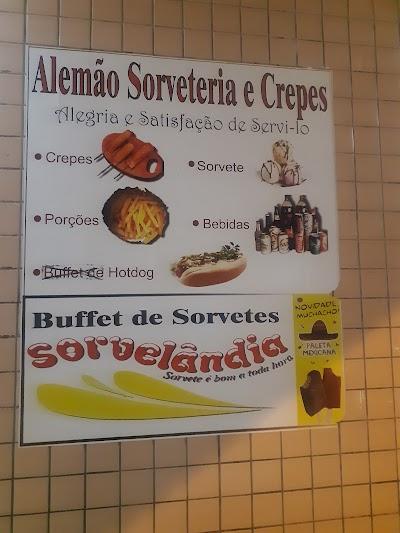 Alemão Sorveteria e Crepes
Alegria e Satisfação de Servi-lo
• Crepes
• Sorvete
• Porções
• Bebidas
• Buffet de Hotdog
Buffet de Sorvetes
sorvelândia
Sorvete é bom a toda hora
NOVIDADE
MUCHACHO!
PALETA
MEXICANA